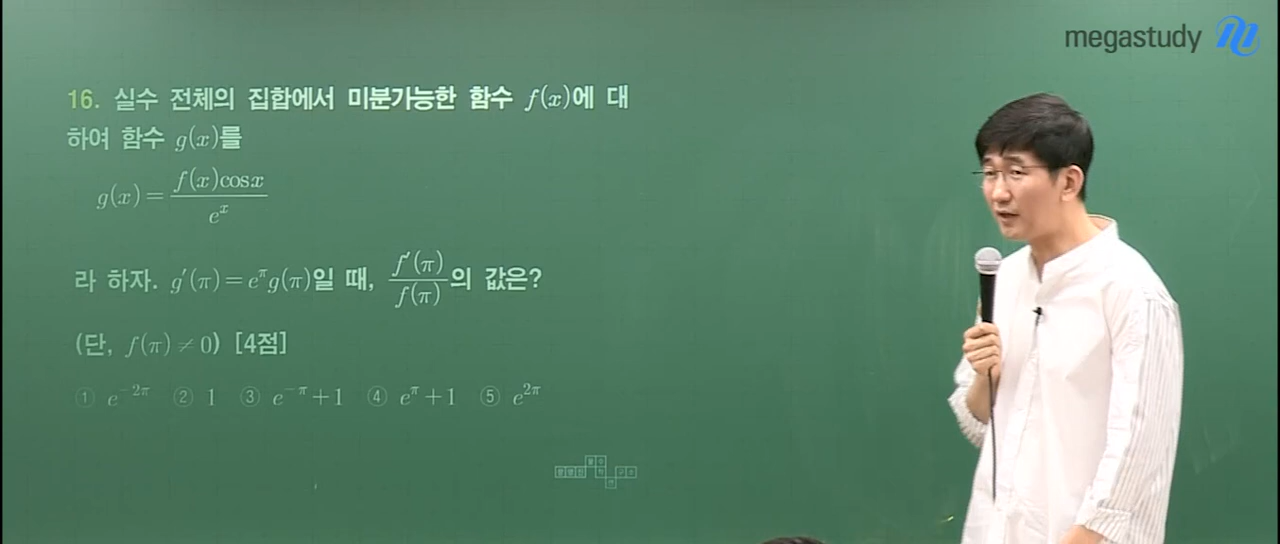 megastudy
16. 실수 전체의 집합에서 미분가능한 함수 f(x)에 대
하여 함수 g(x)를
g(x) = f(x)cosx / e^x
라 하자. g′(π) = e^π g(π)일 때, f′(π) / f(π) 의 값은?
(단, f(π) ≠ 0) [4점]
① e^{-2π} ② 1 ③ e^{-π}+1 ④ e^π+1 ⑤ e^{2π}